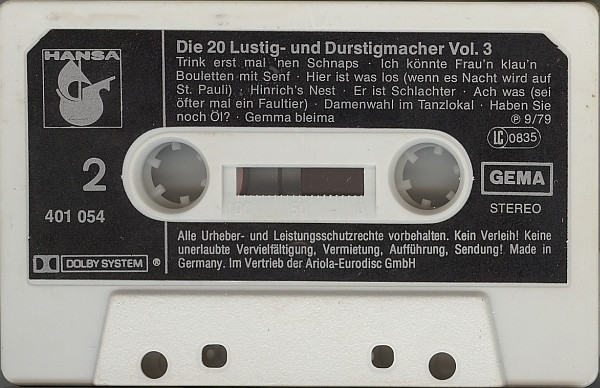 HANSA
Die 20 Lustig- und Durstigmacher Vol. 3
Trink erst mal 'nen Schnaps · Ich könnte Frau'n klau'n ·
Bouletten mit Senf · Hier ist was los (wenn es Nacht wird auf
St. Pauli) · Hinrich's Nest · Er ist Schlachter · Ach was (sei
öfter mal ein Faultier) · Damenwahl im Tanzlokal · Haben Sie
noch Öl? · Gemma bleima
℗ 9/79
LC 0835
2
401 054
GEMA
STEREO
100 50 0
DOLBY SYSTEM ®
Alle Urheber- und Leistungsschutzrechte vorbehalten. Kein Verleih! Keine
unerlaubte Vervielfältigung, Vermietung, Aufführung, Sendung! Made in
Germany. Im Vertrieb der Ariola-Eurodisc GmbH